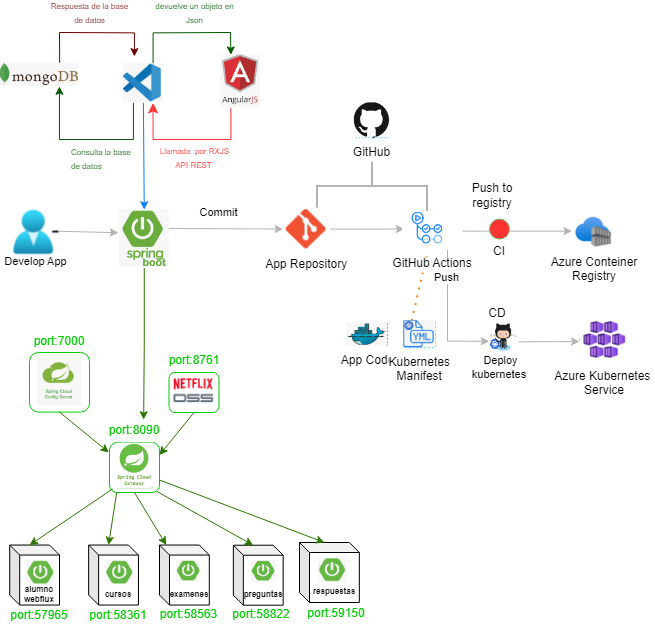 Respuesta de la base
de datos
devuelve un objeto en
Json
mongoDB
ANGULARJS
Consulta la base
de datos
Llamada por RXJS
API REST
GitHub
Push to
registry
Commit
Develop App
spring
boot
App Repository
GitHub Actions
Push
CI
Azure Conteiner
Registry
CD
App Code
YML
Kubernetes
Manifest
Deploy
kubernetes
Azure Kubernetes
Service
port:7000
Spring Cloud
Config Server
port:8761
NETFLIX
OSS
port:8090
Spring Cloud
Gateway
alumno
webflux
cursos
examenes
preguntas
respuestas
port:57965
port:58361
port:58563
port:58822
port:59150